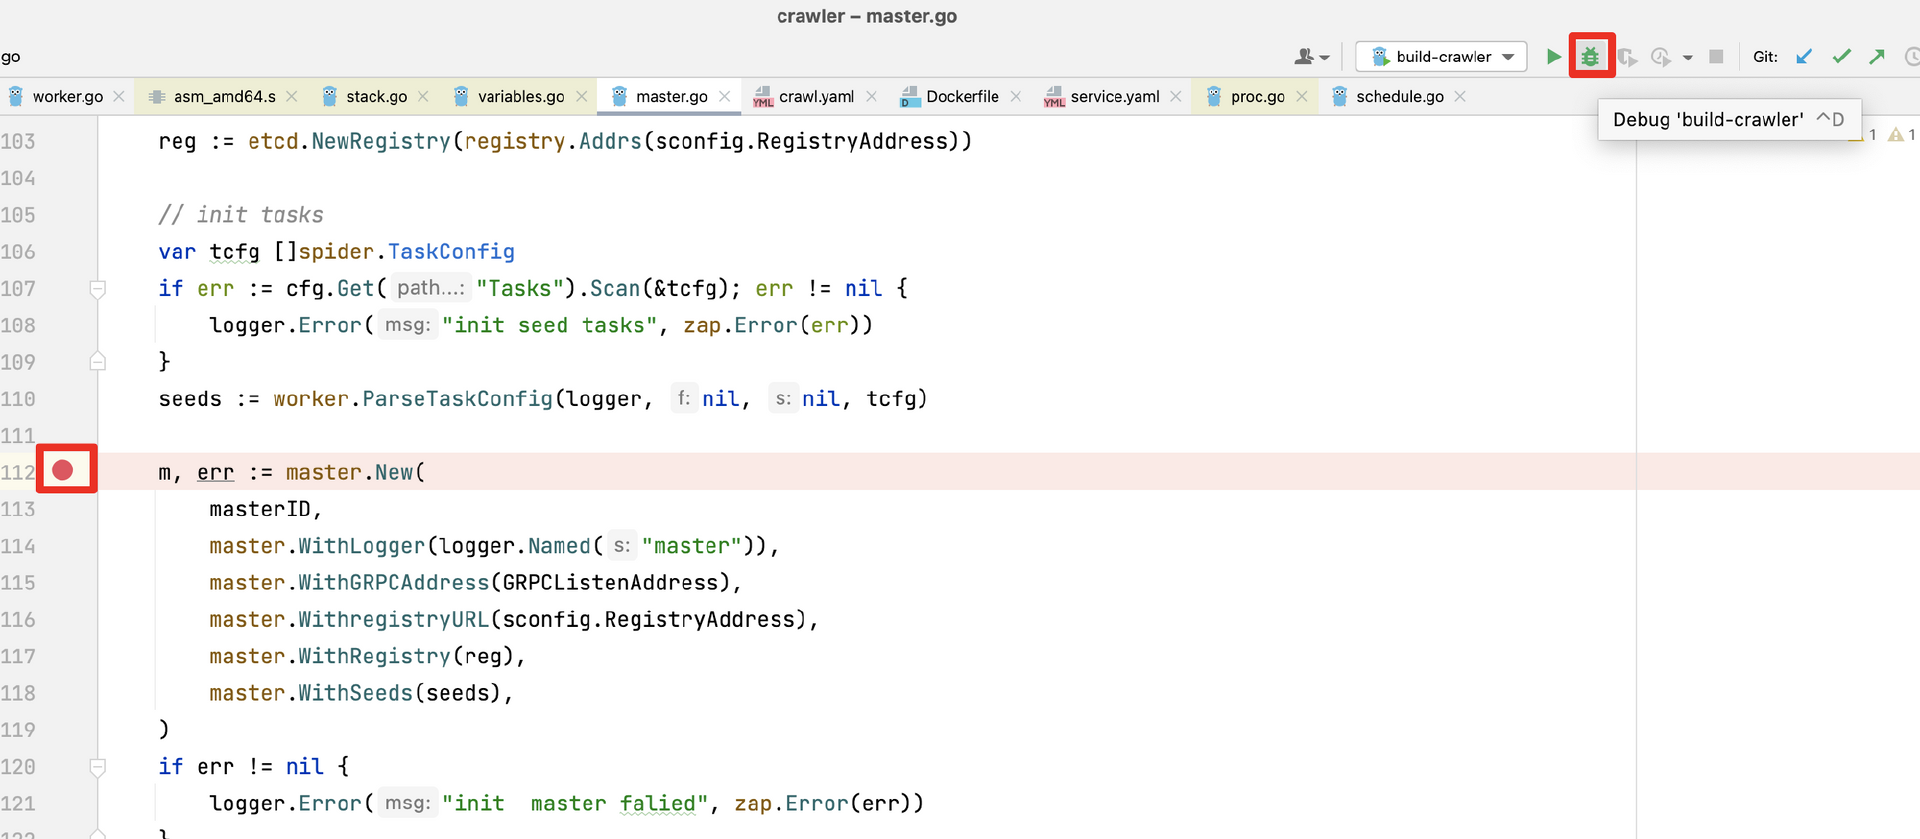 crawler – master.go
go build-crawler Git:
worker.go asm_amd64.s stack.go variables.go master.go YML crawl.yaml D Dockerfile YML service.yaml proc.go schedule.go
Debug 'build-crawler' ^D
1 1
103 reg := etcd.NewRegistry(registry.Addrs(sconfig.RegistryAddress))
104
105 // init tasks
106 var tcfg []spider.TaskConfig
107 if err := cfg.Get( path...: "Tasks").Scan(&tcfg); err != nil {
108 logger.Error( msg: "init seed tasks", zap.Error(err))
109 }
110 seeds := worker.ParseTaskConfig(logger, f: nil, s: nil, tcfg)
111
112 m, err := master.New(
113 masterID,
114 master.WithLogger(logger.Named( s: "master")),
115 master.WithGRPCAddress(GRPCListenAddress),
116 master.WithregistryURL(sconfig.RegistryAddress),
117 master.WithRegistry(reg),
118 master.WithSeeds(seeds),
119 )
120 if err != nil {
121 logger.Error( msg: "init  master falied", zap.Error(err))
122 }